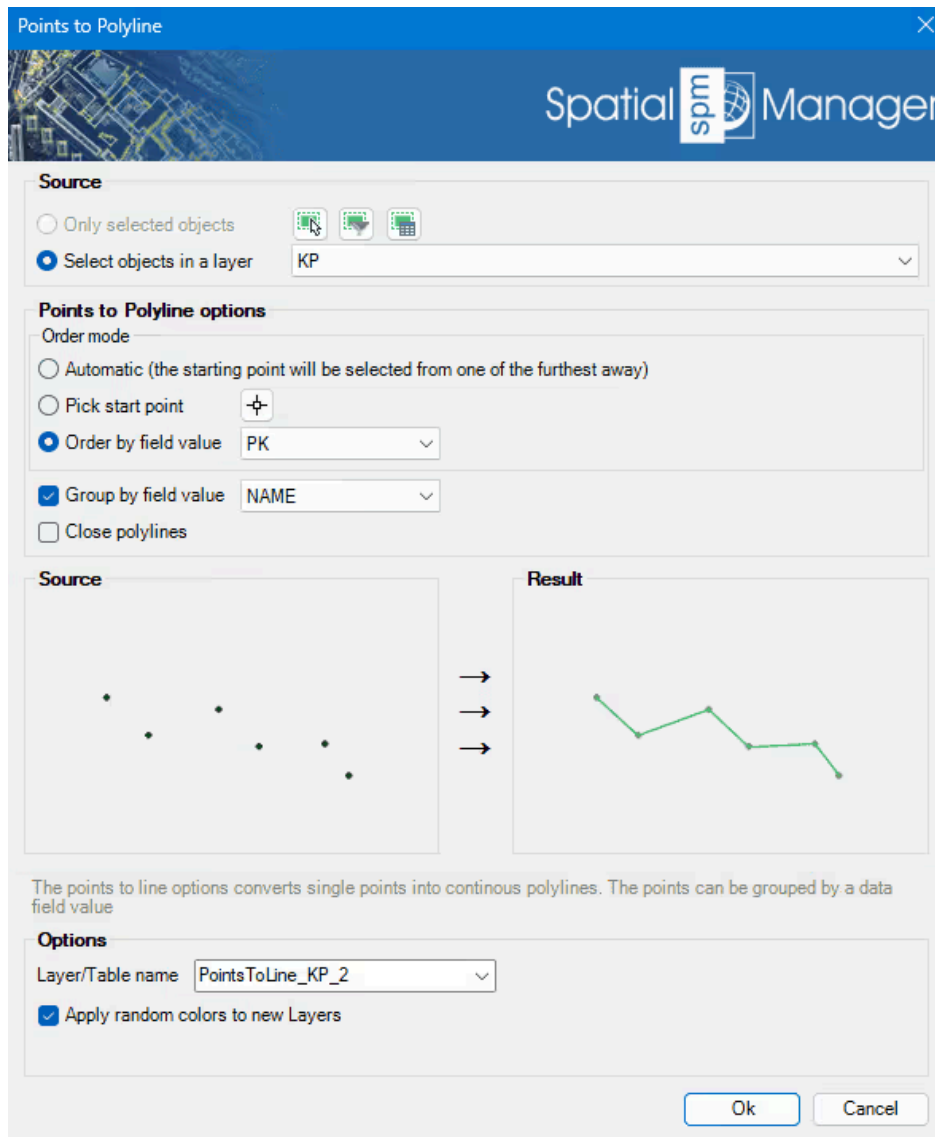 Points to Polyline
Spatial spm Manager
Source
Only selected objects
Select objects in a layer KP
Points to Polyline options
Order mode
Automatic (the starting point will be selected from one of the furthest away)
Pick start point
Order by field value PK
Group by field value NAME
Close polylines
Source Result
The points to line options converts single points into continous polylines. The points can be grouped by a data
field value
Options
Layer/Table name PointsToLine_KP_2
Apply random colors to new Layers
Ok Cancel